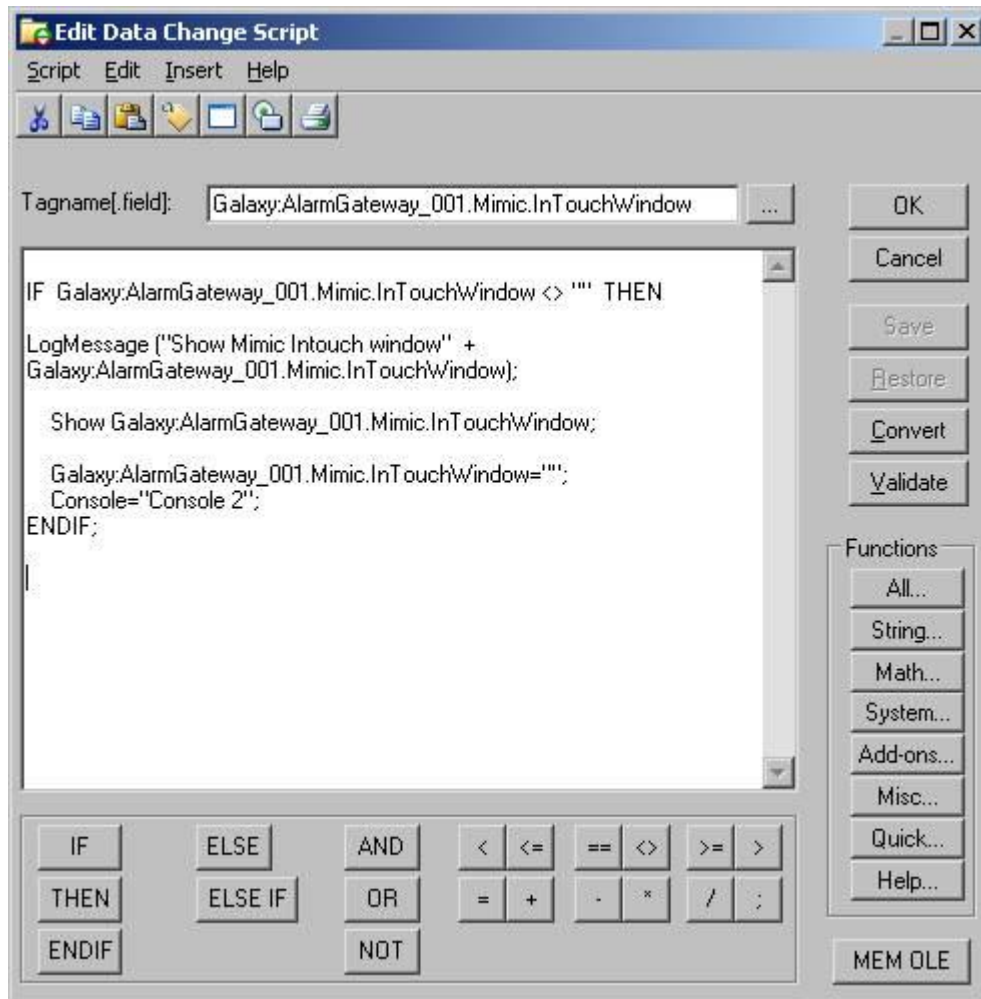 Edit Data Change Script
Script Edit Insert Help
Tagname[.field]: Galaxy:AlarmGateway_001.Mimic.InTouchWindow ...
OK
Cancel
Save
Restore
Convert
Validate
IF Galaxy:AlarmGateway_001.Mimic.InTouchWindow <> "" THEN
LogMessage ("Show Mimic Intouch window" +
Galaxy:AlarmGateway_001.Mimic.InTouchWindow);
Show Galaxy:AlarmGateway_001.Mimic.InTouchWindow;
Galaxy:AlarmGateway_001.Mimic.InTouchWindow="";
Console="Console 2";
ENDIF;
Functions
All...
String...
Math...
System...
Add-ons...
Misc...
Quick...
Help...
IF ELSE AND < <= == <> >= >
THEN ELSE IF OR = + - * / ;
ENDIF NOT
MEM OLE